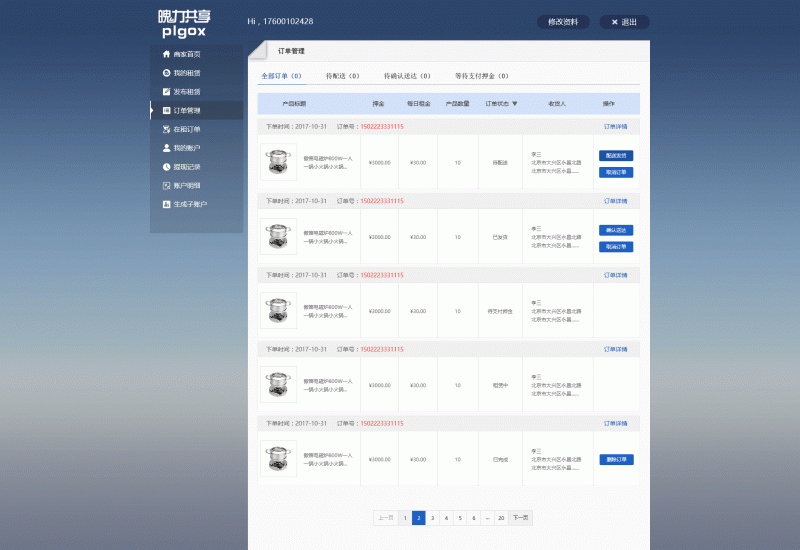 魄力共享
plgox
Hi，17600102428
修改资料
退出
商家首页
我的租赁
发布租赁
订单管理
在租订单
我的账户
提现记录
账户明细
生成子账户
订单管理
全部订单（0） 待配送（0） 待确认送达（0） 等待支付押金（0）
产品标题 押金 每日租金 产品数量 订单状态 ▼ 收货人 操作
下单时间：2017-10-31 订单号：1502223331115 订单详情
电磁炉800W一人
一锅小火锅小火锅...
¥3000.00 ¥30.00 10 待配送
李三
北京市大兴区永昌北路
北京市大兴区永昌......
配送发货
取消订单
下单时间：2017-10-31 订单号：1502223331115 订单详情
电磁炉800W一人
一锅小火锅小火锅...
¥3000.00 ¥30.00 10 已发货
李三
北京市大兴区永昌北路
北京市大兴区永昌......
确认送达
取消订单
下单时间：2017-10-31 订单号：1502223331115 订单详情
电磁炉800W一人
一锅小火锅小火锅...
¥3000.00 ¥30.00 10 待支付押金
李三
北京市大兴区永昌北路
北京市大兴区永昌......
下单时间：2017-10-31 订单号：1502223331115 订单详情
电磁炉800W一人
一锅小火锅小火锅...
¥3000.00 ¥30.00 10 租赁中
李三
北京市大兴区永昌北路
北京市大兴区永昌......
下单时间：2017-10-31 订单号：1502223331115 订单详情
电磁炉800W一人
一锅小火锅小火锅...
¥3000.00 ¥30.00 10 已完成
李三
北京市大兴区永昌北路
北京市大兴区永昌......
删除订单
上一页 1 2 3 4 5 6 ... 20 下一页